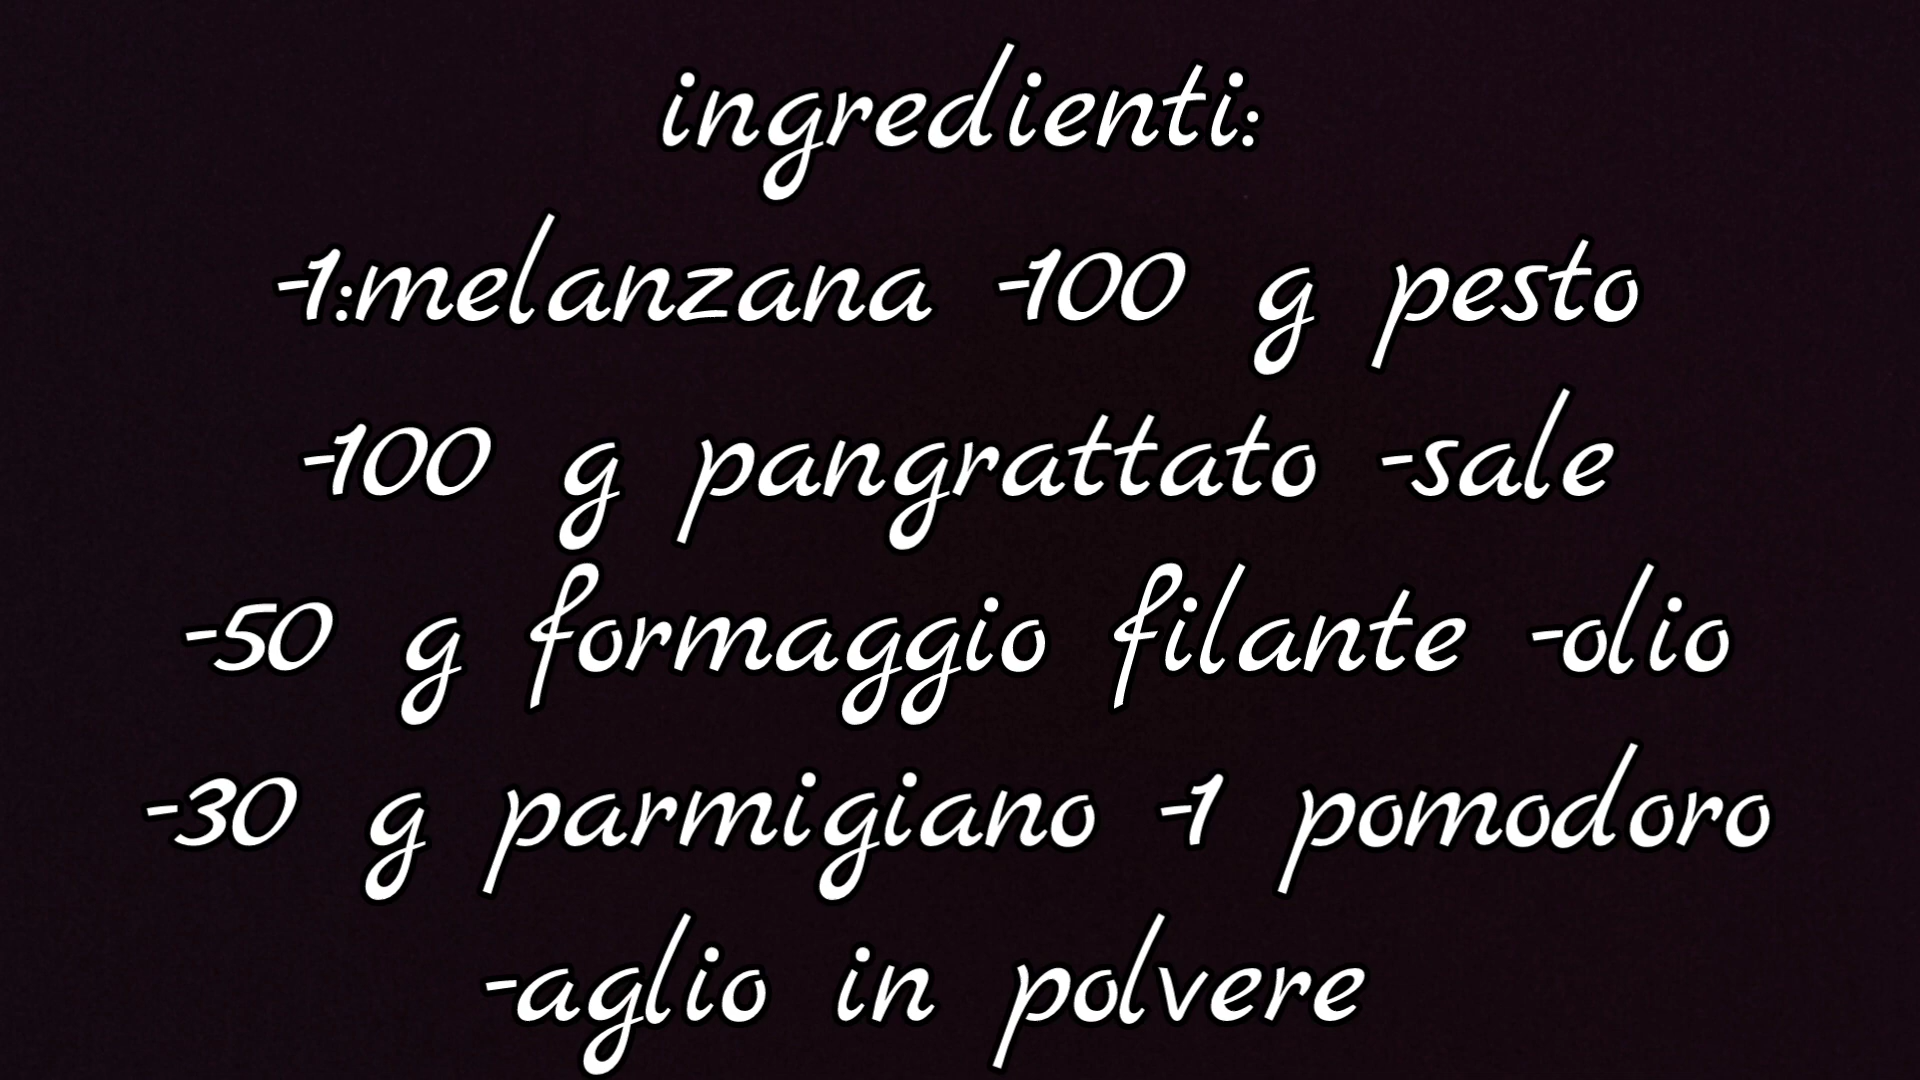 ingredienti:
-1:melanzana -100 g pesto
-100 g pangrattato -sale
-50 g formaggio filante -olio
-30 g parmigiano -1 pomodoro
-aglio in polvere